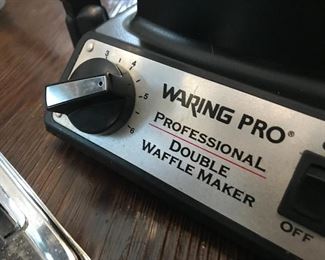 3 4
5
6
WARING PRO®
PROFESSIONAL
DOUBLE
WAFFLE MAKER
OFF